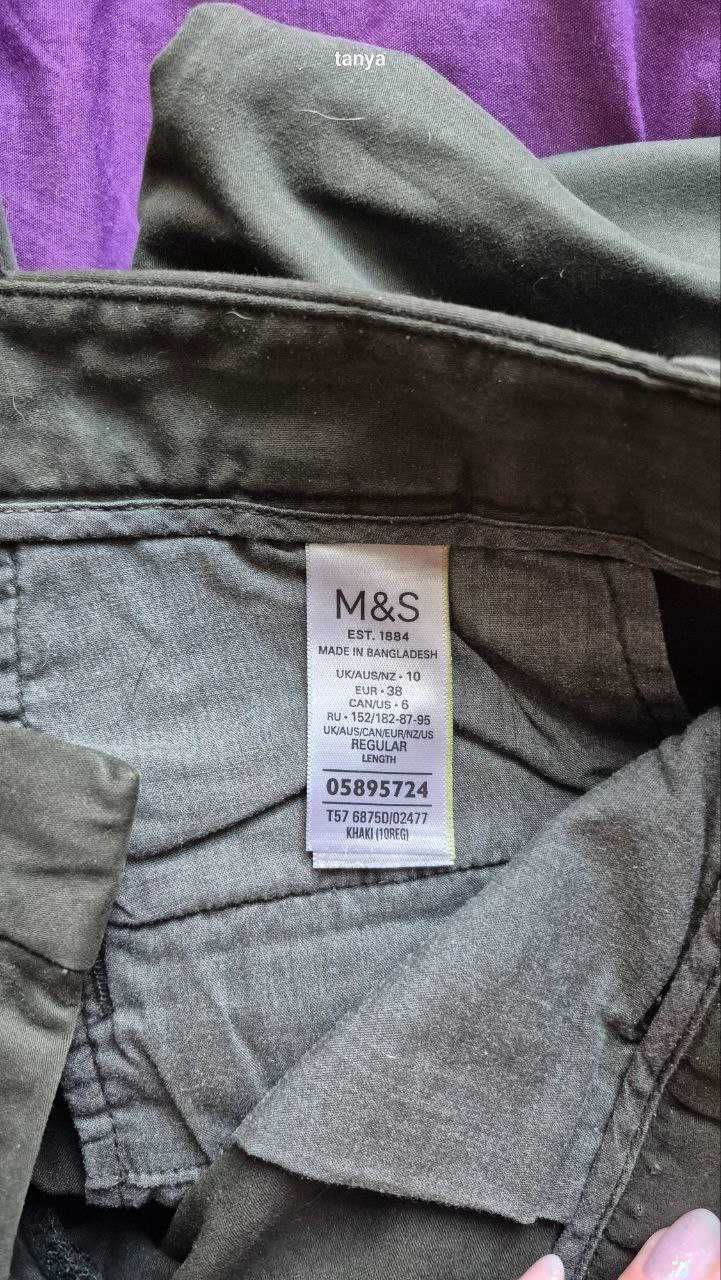 tanya
M&S
EST. 1884
MADE IN BANGLADESH
UK/AUS/NZ • 10
EUR • 38
CAN/US • 6
RU • 152/182-87-95
UK/AUS/CAN/EUR/NZ/US
REGULAR
LENGTH
05895724
T57 6875D/02477
KHAKI (10REG)